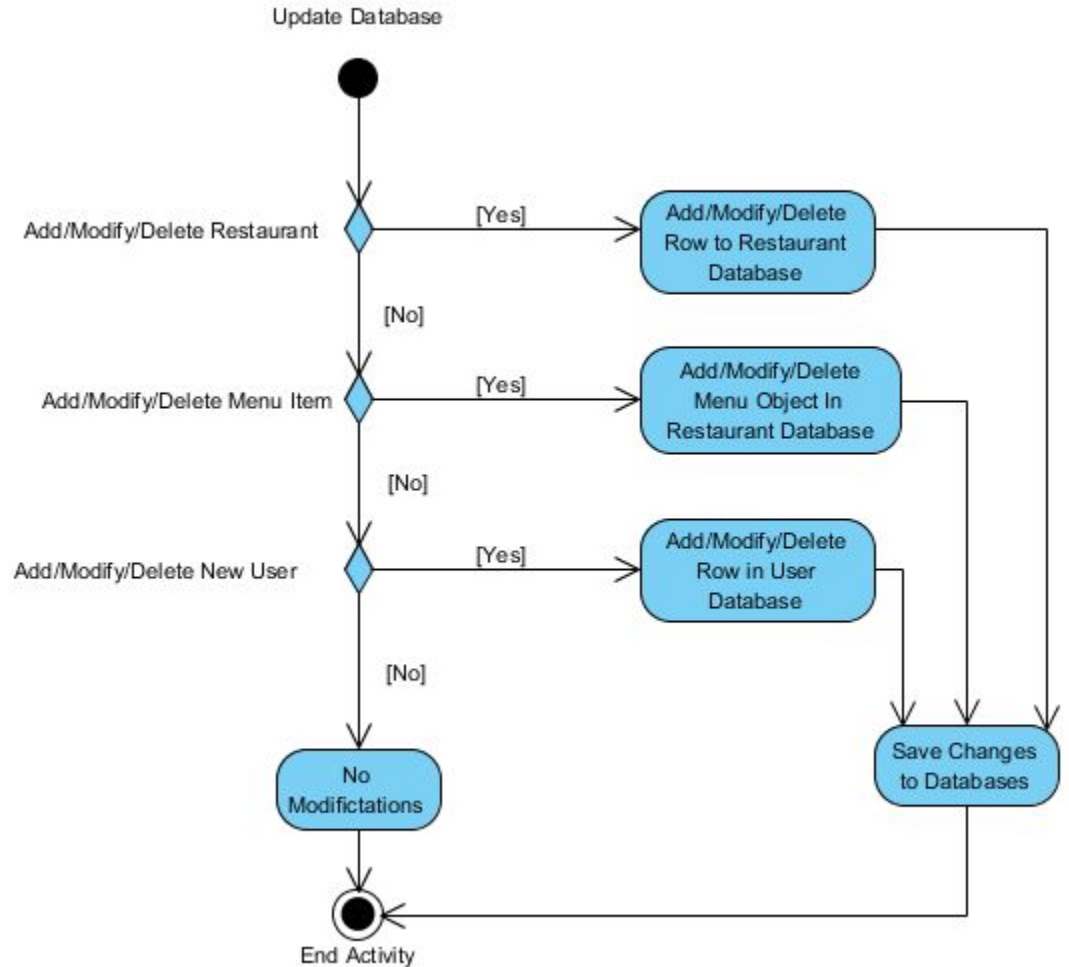 Update Database
Add/Modify/Delete Restaurant
[Yes]
Add/Modify/Delete
Row to Restaurant
Database
[No]
Add/Modify/Delete Menu Item
[Yes]
Add/Modify/Delete
Menu Object In
Restaurant Database
[No]
Add/Modify/Delete New User
[Yes]
Add/Modify/Delete
Row in User
Database
[No]
No
Modifictations
Save Changes
to Databases
End Activity